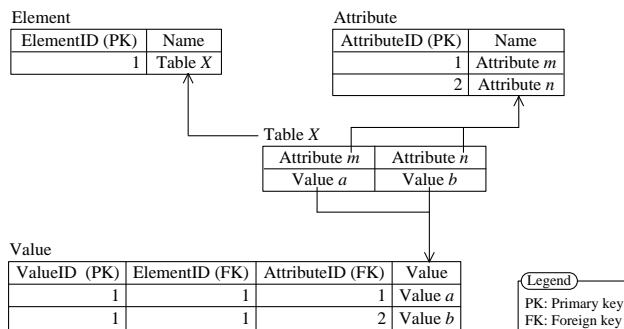 Element
ElementID (PK) Name
1 Table X
Attribute
AttributeID (PK) Name
1 Attribute m
2 Attribute n
Table X
Attribute m Attribute n
Value a Value b
Value
ValueID (PK) ElementID (FK) AttributeID (FK) Value
1 1 1 Value a
1 1 2 Value b
Legend
PK: Primary key
FK: Foreign key